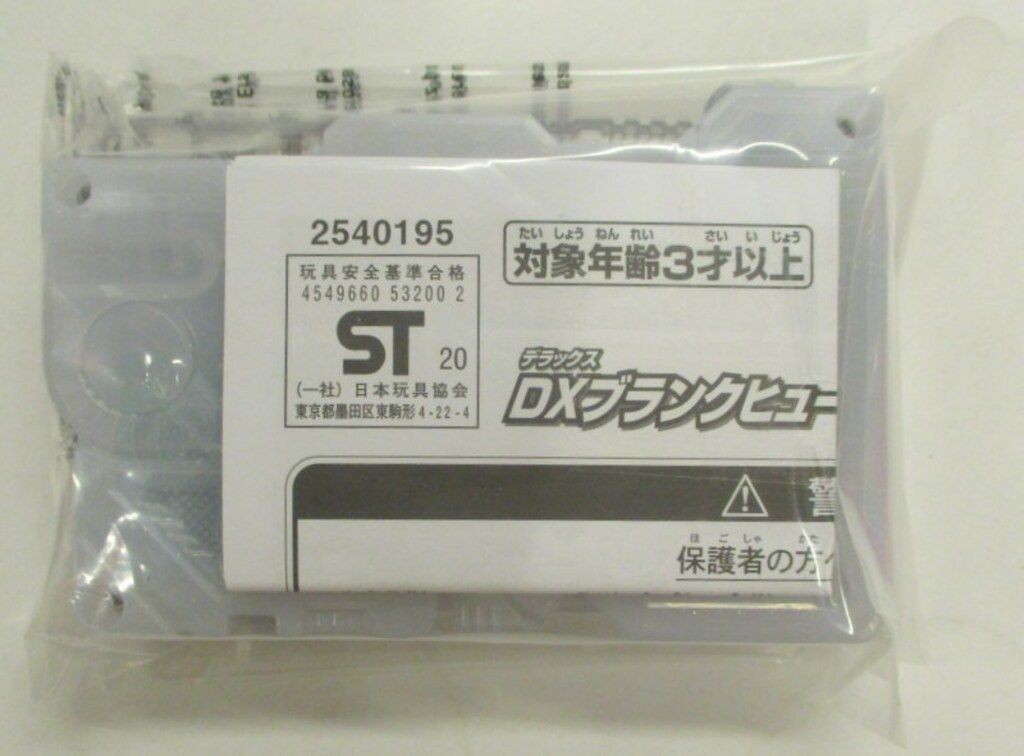 2540195
玩具安全基準合格
4549660 53200 2
ST 20
(一社) 日本玩具協会
東京都墨田区東駒形4-22-4
たいしょうねんれい さいいじょう
対象年齢3才以上
デラックス
DXブランクヒュー
警
ほごしゃ かた
保護者の方へ